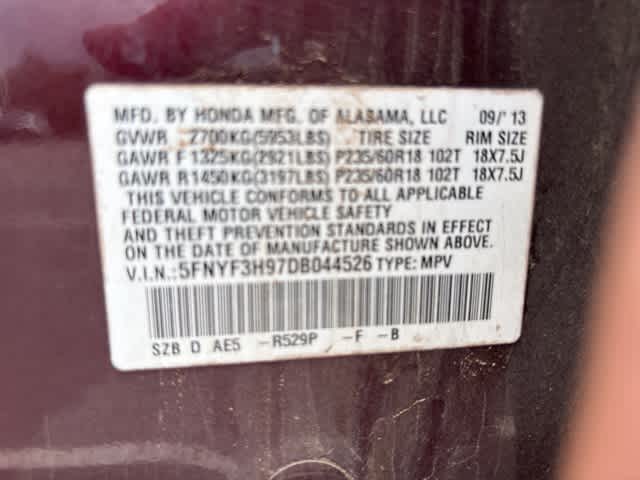 MFD. BY HONDA MFG. OF ALABAMA, LLC 09/'13
GVWR 2700KG(5953LBS) TIRE SIZE RIM SIZE
GAWR F 1325KG(2921LBS) P235/60R18 102T 18X7.5J
GAWR R 1450KG(3197LBS) P235/60R18 102T 18X7.5J
THIS VEHICLE CONFORMS TO ALL APPLICABLE
FEDERAL MOTOR VEHICLE SAFETY
AND THEFT PREVENTION STANDARDS IN EFFECT
ON THE DATE OF MANUFACTURE SHOWN ABOVE.
V.I.N.:5FNYF3H97DB044526 TYPE: MPV
SZB D AE5 -R529P -F -B